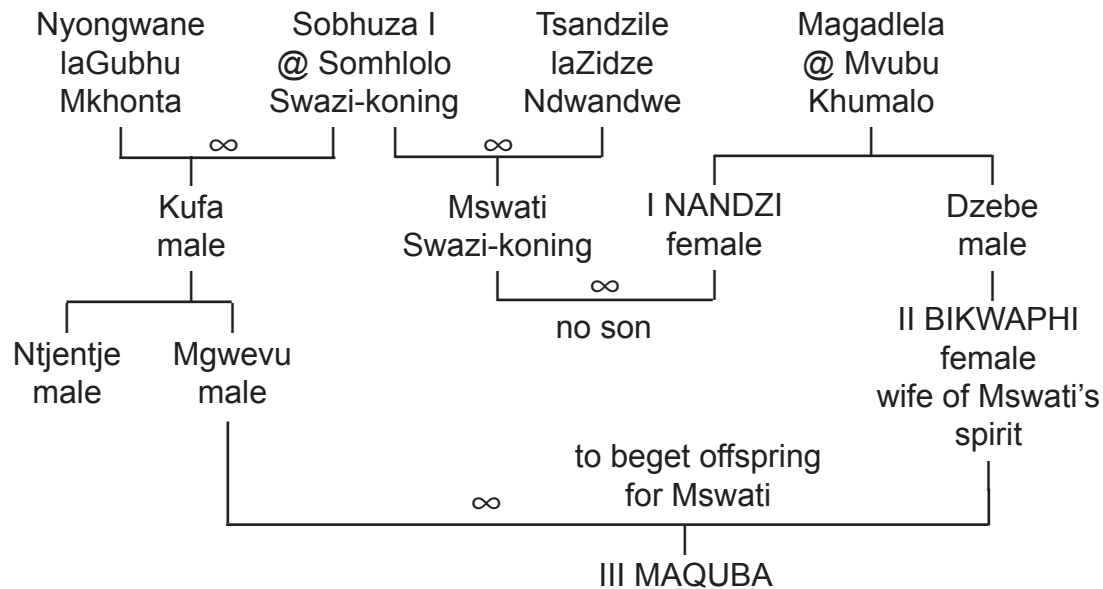 Nyongwane
laGubhu
Mkhonta
Sobhuza I
@ Somhlolo
Swazi-koning
Tsandzile
laZidze
Ndwandwe
Magadlela
@ Mvubu
Khumalo
∞
∞
Kufa
male
Mswati
Swazi-koning
I NANDZI
female
Dzebe
male
∞
no son
Ntjentje
male
Mgwevu
male
II BIKWAPHI
female
wife of Mswati's
spirit
to beget offspring
for Mswati
∞
III MAQUBA